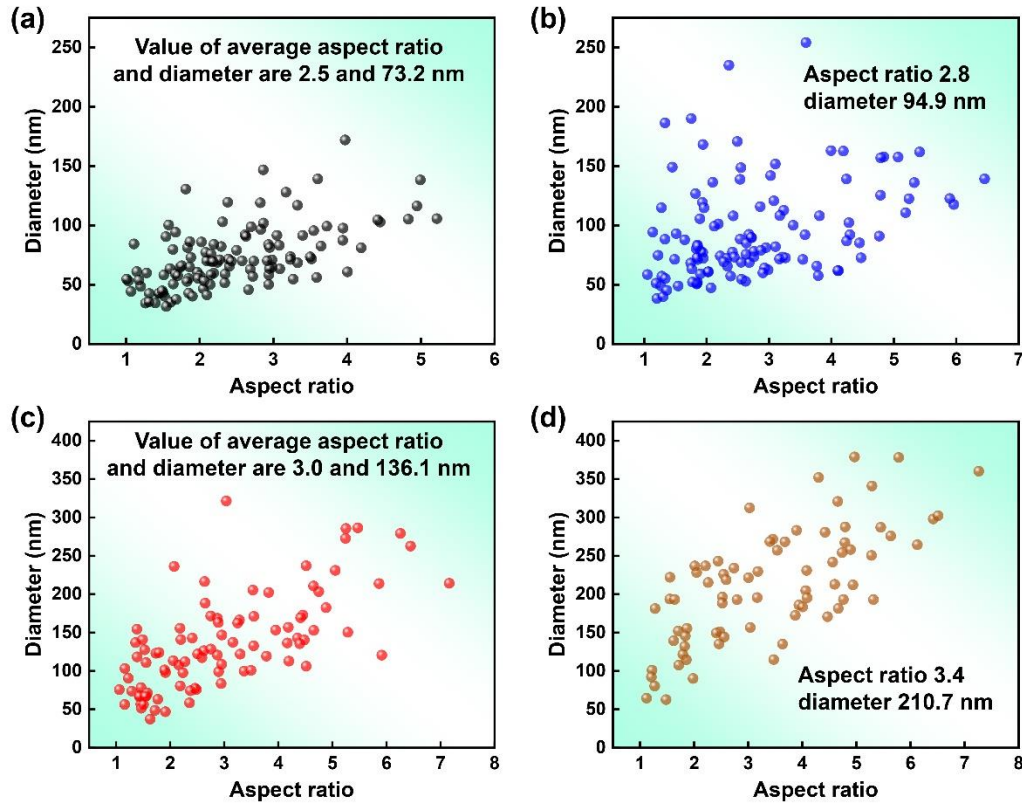 (a)
Value of average aspect ratio
and diameter are 2.5 and 73.2 nm
250
200
150
100
50
0
Diameter (nm)
1 2 3 4 5 6
Aspect ratio
(b)
Aspect ratio 2.8
diameter 94.9 nm
250
200
150
100
50
0
Diameter (nm)
1 2 3 4 5 6 7
Aspect ratio
(c)
Value of average aspect ratio
and diameter are 3.0 and 136.1 nm
400
350
300
250
200
150
100
50
0
Diameter (nm)
1 2 3 4 5 6 7 8
Aspect ratio
(d)
400
350
300
250
200
150
100
50
0
Diameter (nm)
Aspect ratio 3.4
diameter 210.7 nm
1 2 3 4 5 6 7 8
Aspect ratio